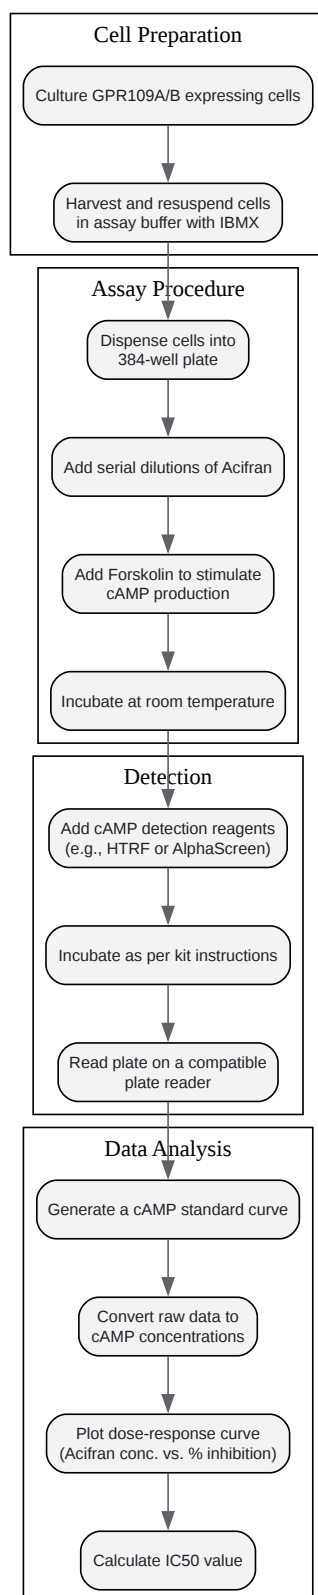 Cell Preparation
Culture GPR109A/B expressing cells
Harvest and resuspend cells
in assay buffer with IBMX
Assay Procedure
Dispense cells into
384-well plate
Add serial dilutions of Acifran
Add Forskolin to stimulate
cAMP production
Incubate at room temperature
Detection
Add cAMP detection reagents
(e.g., HTRF or AlphaScreen)
Incubate as per kit instructions
Read plate on a compatible
plate reader
Data Analysis
Generate a cAMP standard curve
Convert raw data to
cAMP concentrations
Plot dose-response curve
(Acifran conc. vs. % inhibition)
Calculate IC50 value